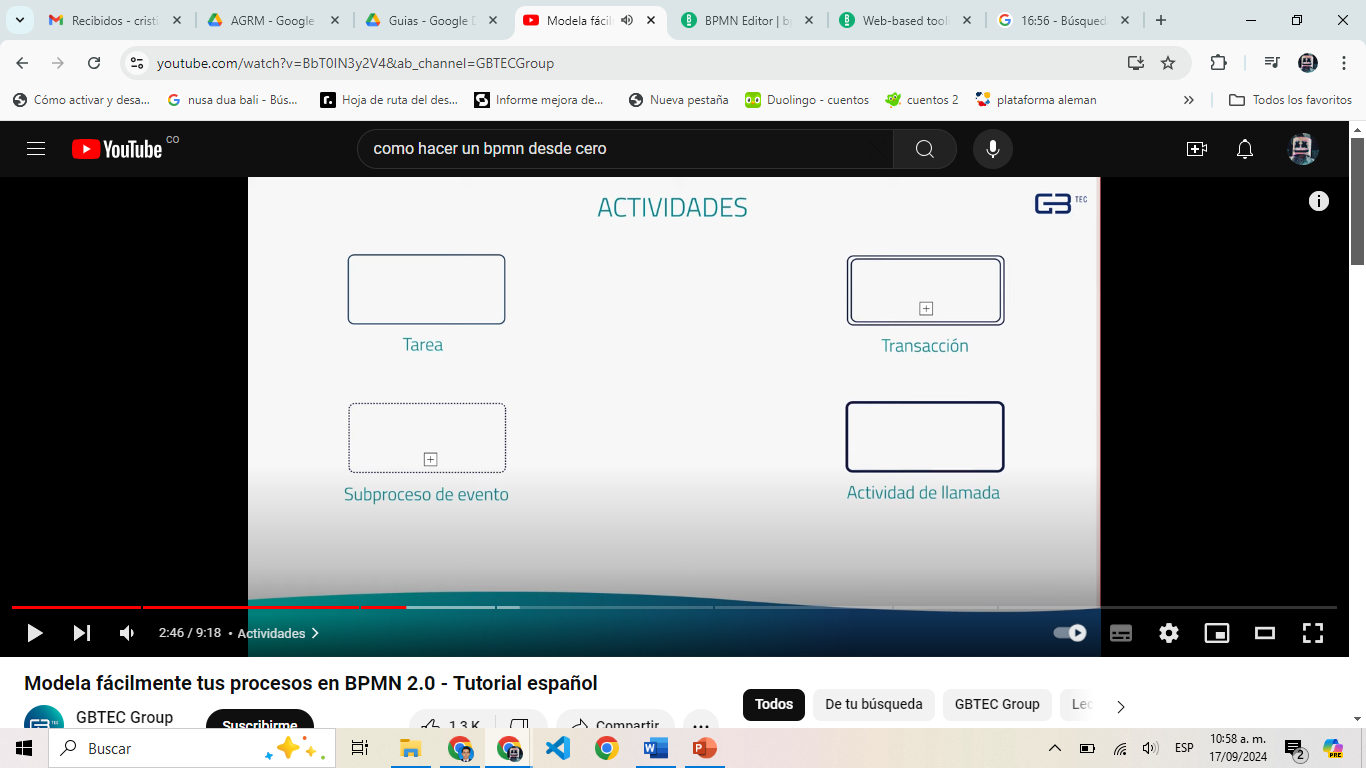 Recibidos - cristi
AGRM - Google
Guias - Google D
Modela fácil
BPMN Editor | b
Web-based tool
16:56 - Búsqued
youtube.com/watch?v=BbT0IN3y2V4&ab_channel=GBTECGroup
Cómo activar y desa...
nusa dua bali - Bús...
Hoja de ruta del des...
Informe mejora de...
Nueva pestaña
Duolingo - cuentos
cuentos 2
plataforma aleman
Todos los favoritos
YouTube CO
como hacer un bpmn desde cero
ACTIVIDADES
GB TEC
Tarea
Transacción
Subproceso de evento
Actividad de llamada
2:46 / 9:18 • Actividades
Modela fácilmente tus procesos en BPMN 2.0 - Tutorial español
GBTEC Group
Suscribirme
1.3 K
Compartir
Todos
De tu búsqueda
GBTEC Group
Lec
Buscar
ESP
10:58 a. m.
17/09/2024
2
PRE